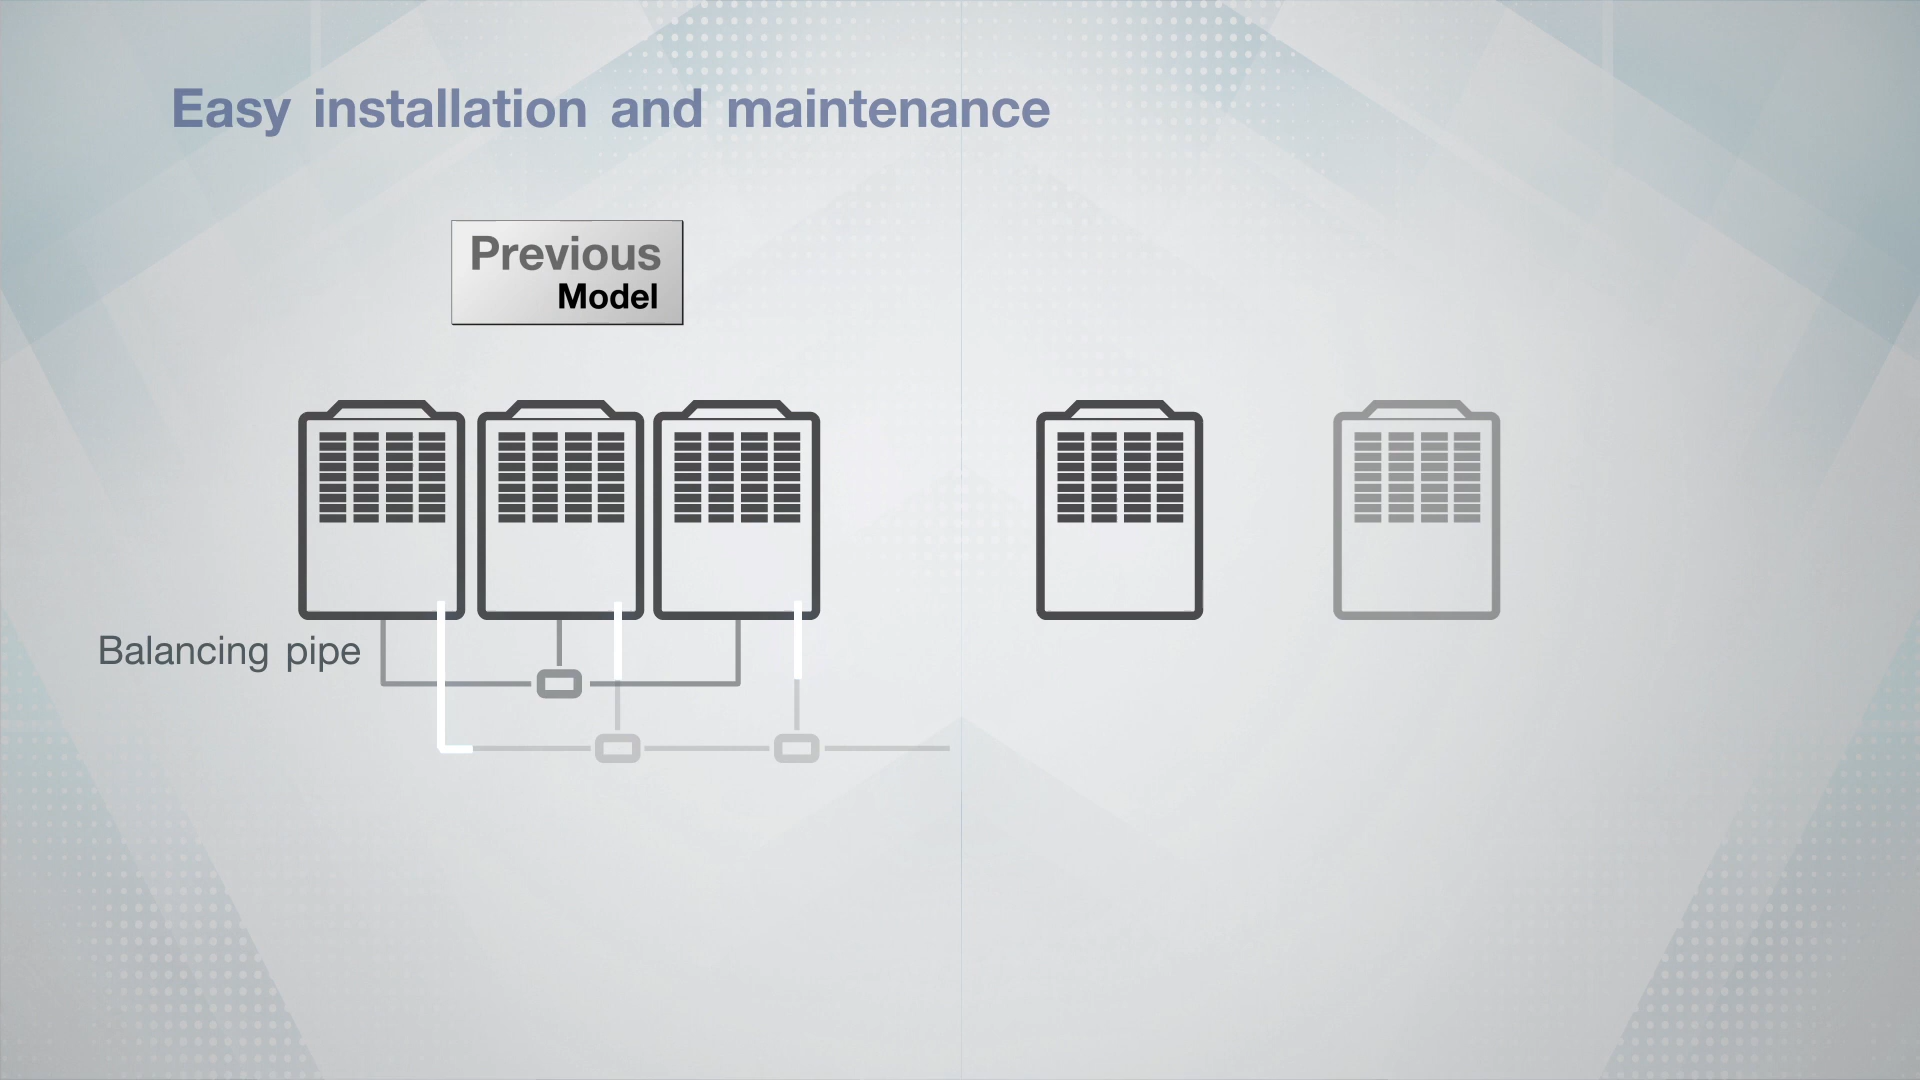 Easy installation and maintenance
Previous
Model
Balancing pipe